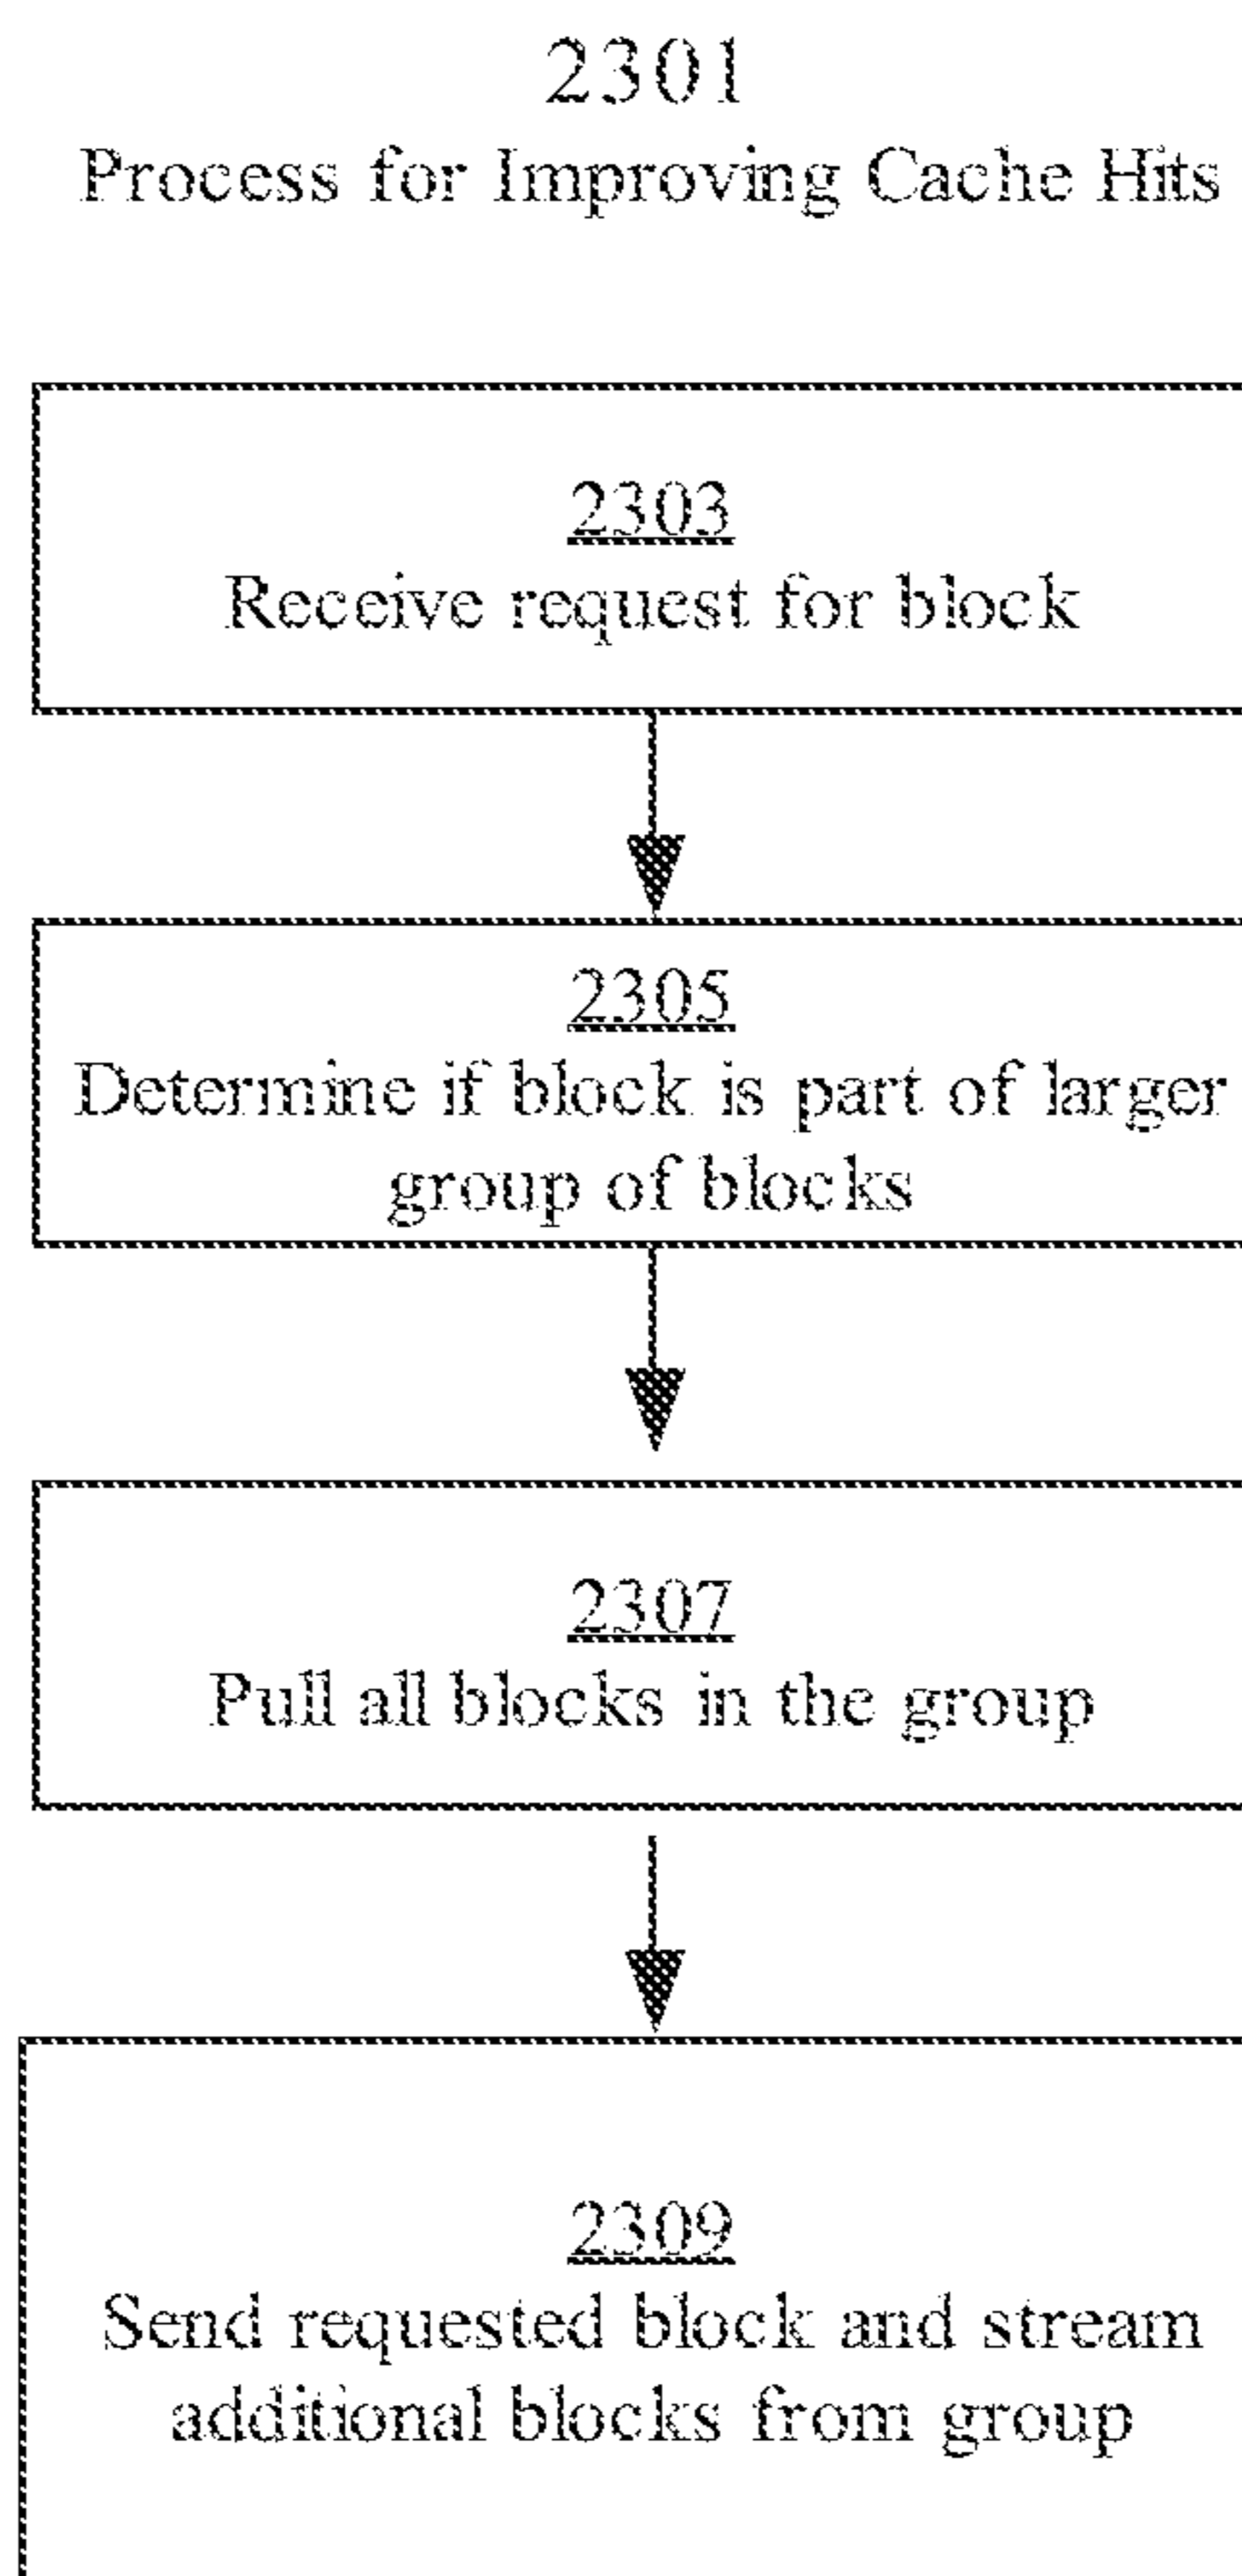 2301
Process for Improving Cache Hits
2303
Receive request for block
2305
Determine if block is part of larger
group of blocks
2307
Pull all blocks in the group
2309
Send requested block and stream
additional blocks from group